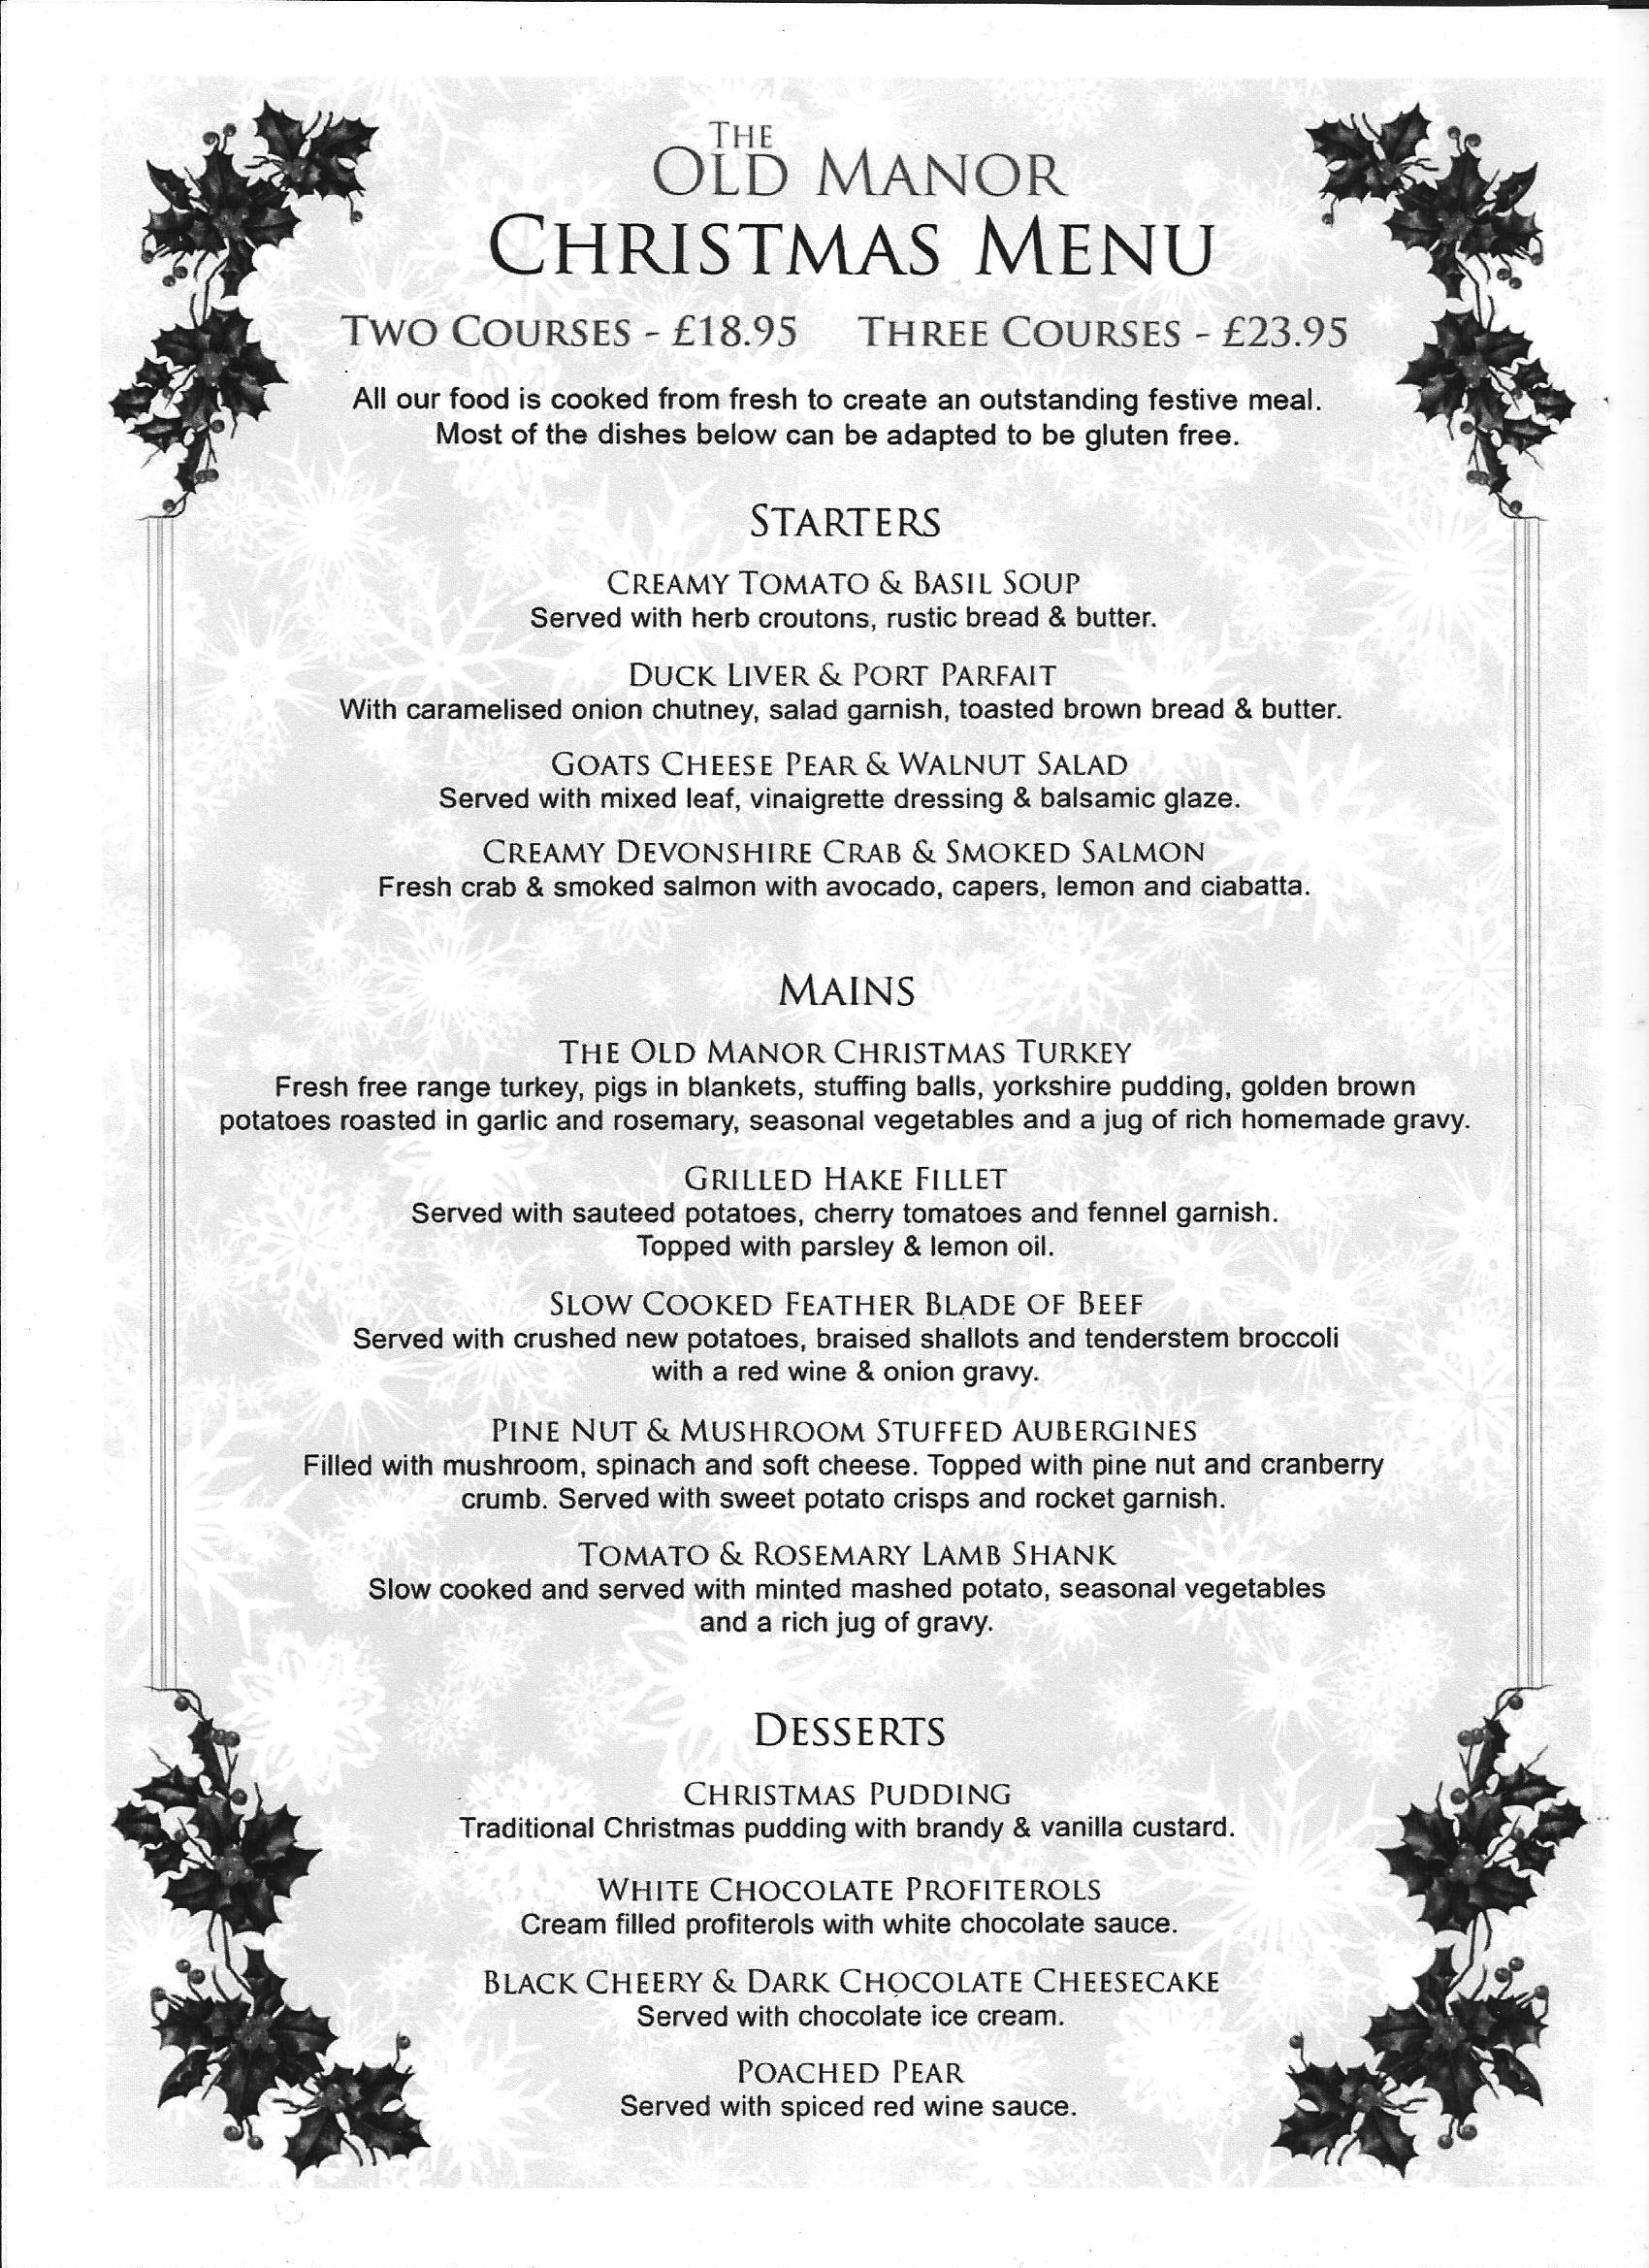 THE
OLD MANOR
CHRISTMAS MENU
TWO COURSES - £18.95 THREE COURSES - £23.95
All our food is cooked from fresh to create an outstanding festive meal.
Most of the dishes below can be adapted to be gluten free.
STARTERS
CREAMY TOMATO & BASIL SOUP
Served with herb croutons, rustic bread & butter.
DUCK LIVER & PORT PARFAIT
With caramelised onion chutney, salad garnish, toasted brown bread & butter.
GOATS CHEESE PEAR & WALNUT SALAD
Served with mixed leaf, vinaigrette dressing & balsamic glaze.
CREAMY DEVONSHIRE CRAB & SMOKED SALMON
Fresh crab & smoked salmon with avocado, capers, lemon and ciabatta.
MAINS
THE OLD MANOR CHRISTMAS TURKEY
Fresh free range turkey, pigs in blankets, stuffing balls, yorkshire pudding, golden brown
potatoes roasted in garlic and rosemary, seasonal vegetables and a jug of rich homemade gravy.
GRILLED HAKE FILLET
Served with sauteed potatoes, cherry tomatoes and fennel garnish.
Topped with parsley & lemon oil.
SLOW COOKED FEATHER BLADE OF BEEF
Served with crushed new potatoes, braised shallots and tenderstem broccoli
with a red wine & onion gravy.
PINE NUT & MUSHROOM STUFFED AUBERGINES
Filled with mushroom, spinach and soft cheese. Topped with pine nut and cranberry
crumb. Served with sweet potato crisps and rocket garnish.
TOMATO & ROSEMARY LAMB SHANK
Slow cooked and served with minted mashed potato, seasonal vegetables
and a rich jug of gravy.
DESSERTS
CHRISTMAS PUDDING
Traditional Christmas pudding with brandy & vanilla custard.
WHITE CHOCOLATE PROFITEROLS
Cream filled profiterols with white chocolate sauce.
BLACK CHEERY & DARK CHOCOLATE CHEESECAKE
Served with chocolate ice cream.
POACHED PEAR
Served with spiced red wine sauce.